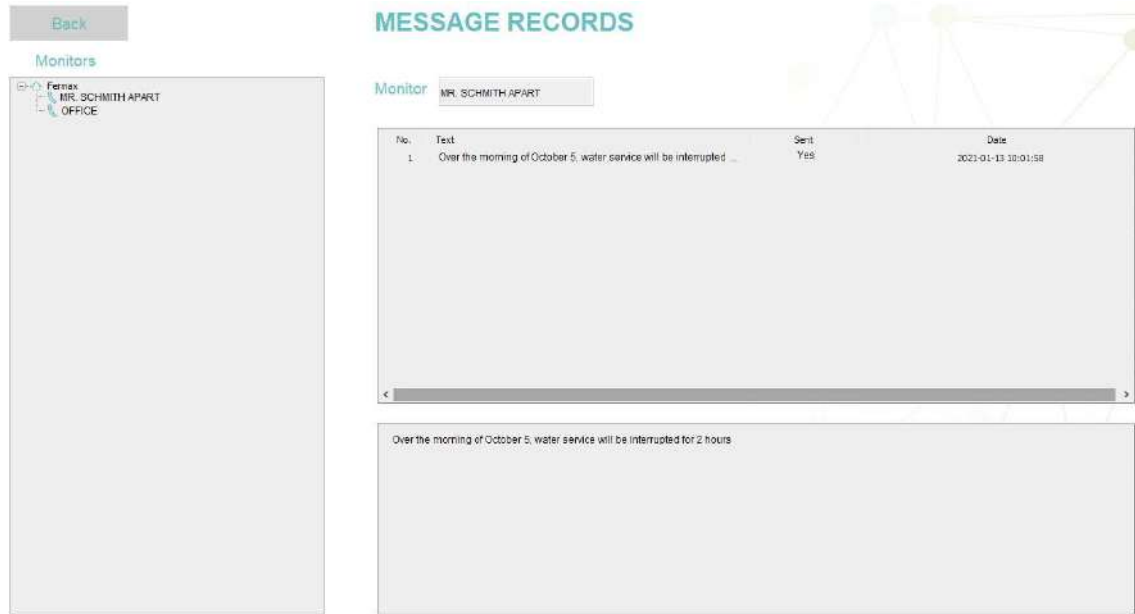 Back
MESSAGE RECORDS
Monitors
Fermax
MR. SCHMITH APART
OFFICE
Monitor MR. SCHMITH APART
No. Text Sent Date
1 Over the morning of October 5, water service will be interrupted ... Yes 2021-01-13 10:01:58
Over the morning of October 5, water service will be interrupted for 2 hours